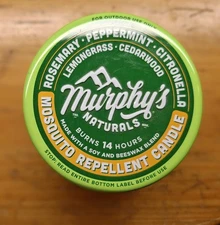 FOR OUTDOOR USE ONLY
ROSEMARY • PEPPERMINT • CITRONELLA
LEMONGRASS • CEDARWOOD
Murphy's
NATURALS
BURNS 14 HOURS
MADE WITH A SOY AND BEESWAX BLEND
MOSQUITO REPELLENT CANDLE
STOP. READ ENTIRE BOTTOM LABEL BEFORE USE